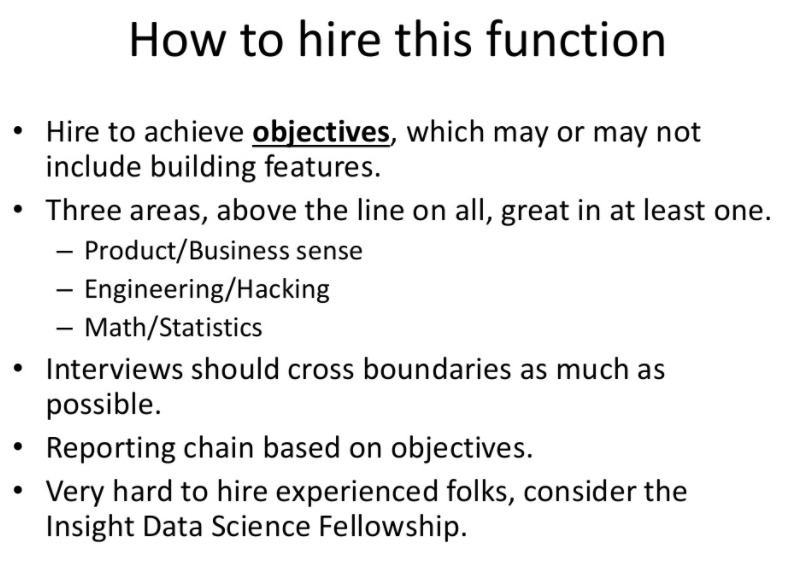 How to hire this function
• Hire to achieve objectives, which may or may not
include building features.
• Three areas, above the line on all, great in at least one.
– Product/Business sense
– Engineering/Hacking
– Math/Statistics
• Interviews should cross boundaries as much as
possible.
• Reporting chain based on objectives.
• Very hard to hire experienced folks, consider the
Insight Data Science Fellowship.